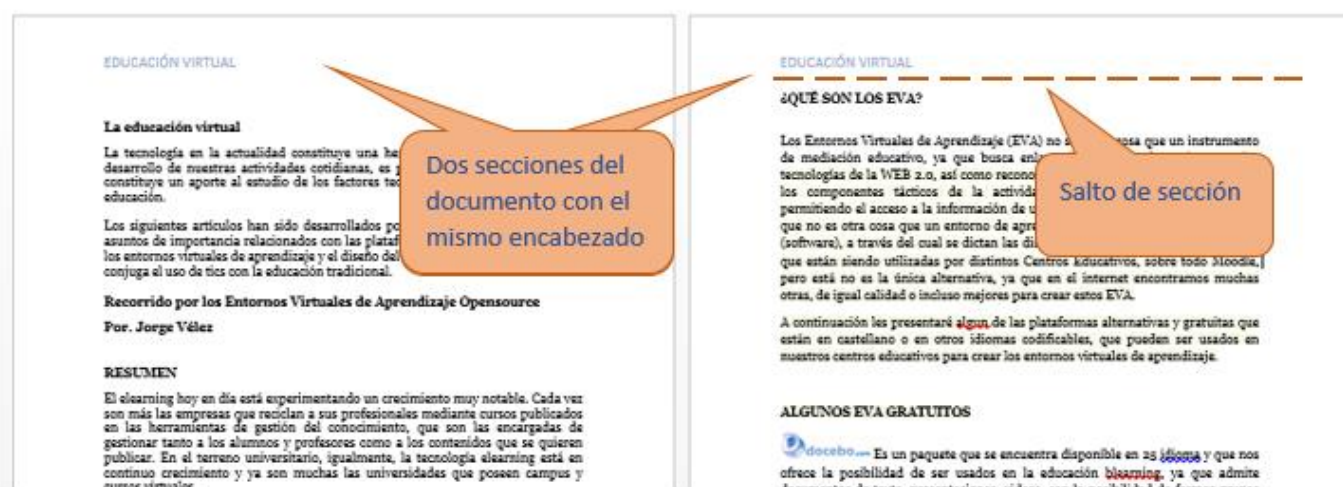 EDUCACIÓN VIRTUAL
La educación virtual
La tecnología en la actualidad constituye una
desarrollo de nuestras actividades cotidianas, es
constituye un aporte al estudio de los factores
educación.
Los siguientes artículos han sido desarrollados
asuntos de importancia relacionados con las
los entornos virtuales de aprendizaje y el diseño
conjuga el uso de tics con la educación tradicional.
Recorrido por los Entornos Virtuales de Aprendizaje Opensource
Por. Jorge Vélez
RESUMEN
El elearning hoy en día está experimentando un crecimiento muy notable. Cada vez
son más las empresas que reciclan a sus profesionales mediante cursos publicados
en las herramientas de gestión del conocimiento, que son las encargadas de
gestionar tanto a los alumnos y profesores como a los contenidos que se quieren
publicar. En el terreno universitario, igualmente, la tecnología elearning está en
continuo crecimiento y ya son muchas las universidades que poseen campus y
cursos virtuales
Dos secciones del
documento con el
mismo encabezado
EDUCACIÓN VIRTUAL
¿QUÉ SON LOS EVA?
Los Entornos Virtuales de Aprendizaje (EVA) no que un instrumento
de mediación educativo, ya que busca
tecnologías de la WEB 2.0, así como
los componentes tácticos de la
permitiendo el acceso a la información de
que no es otra cosa que un entorno de
(software), a través del cual se dictan las
que están siendo utilizadas por distintos Centros Educativos, sobre todo Moodle,
pero está no es la única alternativa, ya que en el internet encontramos muchas
otras, de igual calidad o incluso mejores para crear estos EVA.
A continuación les presentaré algun de las plataformas alternativas y gratuitas que
están en castellano o en otros idiomas codificables, que pueden ser usados en
nuestros centros educativos para crear los entornos virtuales de aprendizaje.
ALGUNOS EVA GRATUITOS
docebo Es un paquete que se encuentra disponible en 25 idioma y que nos
ofrece la posibilidad de ser usados en la educación blearning, ya que admite
Salto de sección